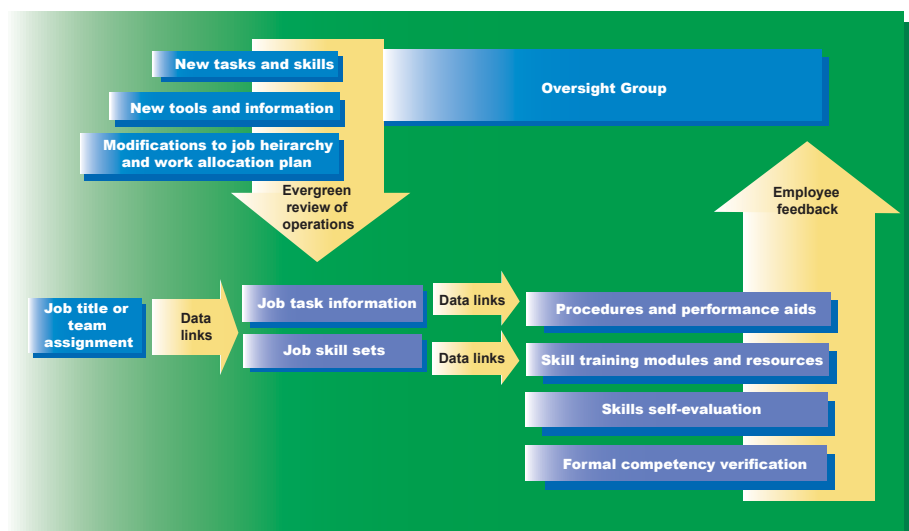 New tasks and skills
New tools and information
Modifications to job heirarchy
and work allocation plan
Oversight Group
Evergreen
review of
operations
Employee
feedback
Job title or
team
assignment
Data
links
Job task information
Job skill sets
Data links
Data links
Procedures and performance aids
Skill training modules and resources
Skills self-evaluation
Formal competency verification